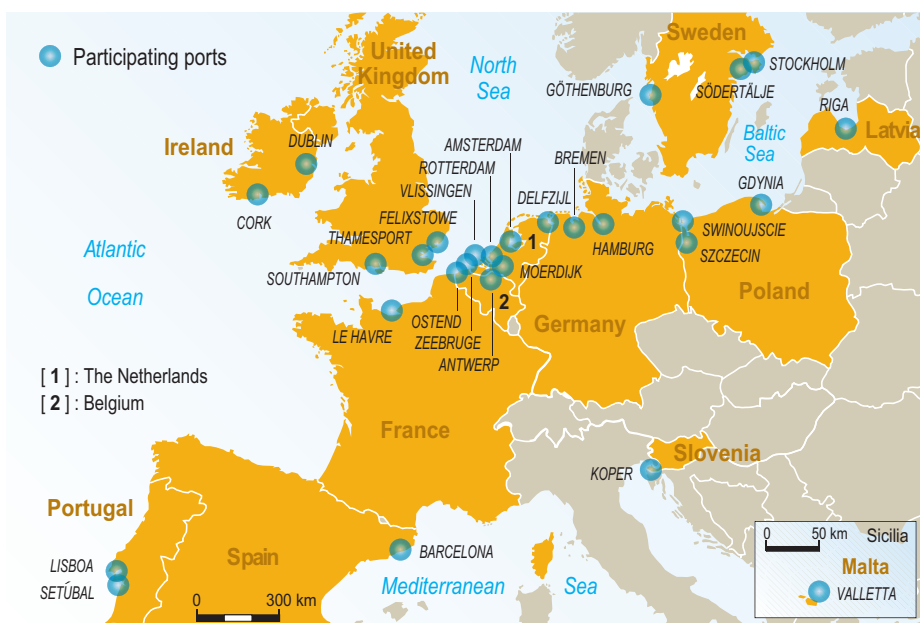 Participating ports
United
Kingdom
North
Sea
Sweden
STOCKHOLM
SÖDERTÄLJE
GÖTHENBURG
RIGA
Latvia
Baltic
Sea
Ireland
DUBLIN
CORK
AMSTERDAM
ROTTERDAM
VLISSINGEN
BREMEN
DELFZIJL
GDYNIA
FELIXSTOWE
THAMESPORT
SOUTHAMPTON
Atlantic
Ocean
1
HAMBURG
SWINOUJSCIE
SZCZECIN
MOERDIJK
2
Poland
Germany
LE HAVRE
OSTEND
ZEEBRUGE
ANTWERP
[ 1 ] : The Netherlands
[ 2 ] : Belgium
France
Slovenia
KOPER
Portugal
Spain
LISBOA
SETÚBAL
BARCELONA
Mediterranean
Sea
0 300 km
0 50 km
Sicilia
Malta
VALLETTA